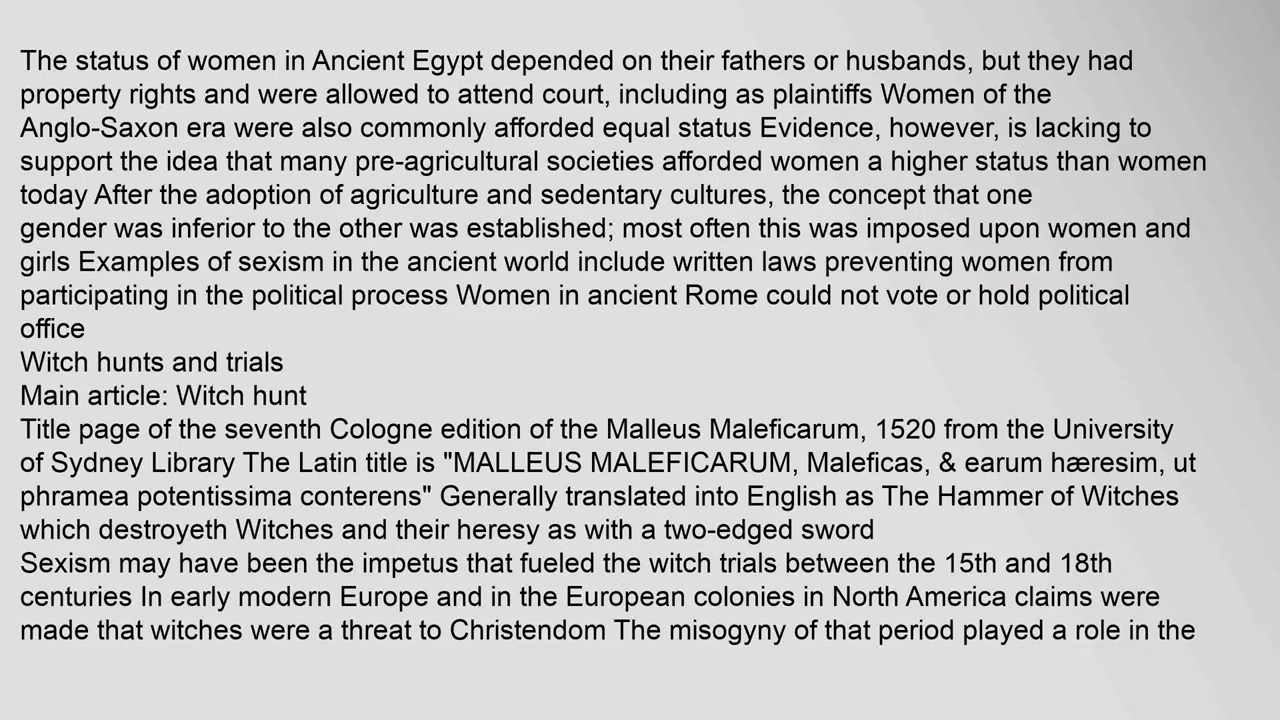 The status of women in Ancient Egypt depended on their fathers or husbands, but they had
property rights and were allowed to attend court, including as plaintiffs Women of the
Anglo-Saxon era were also commonly afforded equal status Evidence, however, is lacking to
support the idea that many pre-agricultural societies afforded women a higher status than women
today After the adoption of agriculture and sedentary cultures, the concept that one
gender was inferior to the other was established; most often this was imposed upon women and
girls Examples of sexism in the ancient world include written laws preventing women from
participating in the political process Women in ancient Rome could not vote or hold political
office
Witch hunts and trials
Main article: Witch hunt
Title page of the seventh Cologne edition of the Malleus Maleficarum, 1520 from the University
of Sydney Library The Latin title is "MALLEUS MALEFICARUM, Maleficas, & earum hæresim, ut
phramea potentissima conterens" Generally translated into English as The Hammer of Witches
which destroyeth Witches and their heresy as with a two-edged sword
Sexism may have been the impetus that fueled the witch trials between the 15th and 18th
centuries In early modern Europe and in the European colonies in North America claims were
made that witches were a threat to Christendom The misogyny of that period played a role in the